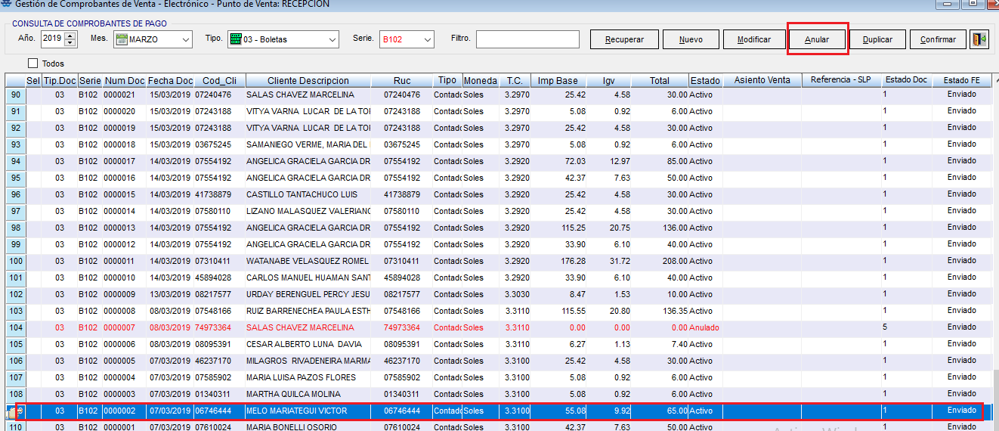 Gestión de Comprobantes de Venta - Electrónico - Punto de Venta: RECEPCIÓN
CONSULTA DE COMPROBANTES DE PAGO
Año. 2019 Mes. MARZO Tipo. 03 - Boletas Serie. B102 Filtro. Recuperar Nuevo Modificar Anular Duplicar Confirmar
Todos
Sel Tip.Doc Serie Num Doc Fecha Doc Cod_Cli Cliente Descripcion Ruc Tipo Moneda T.C. Imp Base Igv Total Estado Asiento Venta Referencia - SLP Estado Doc Estado FE
90 03 B102 0000021 15/03/2019 07240476 SALAS CHAVEZ MARCELINA 07240476 Contadc Soles 3.2970 25.42 4.58 30.00 Activo 1 Enviado
91 03 B102 0000020 15/03/2019 07243188 VITYA VARNA LUCAR DE LA TOI 07243188 Contadc Soles 3.2970 5.08 0.92 6.00 Activo 1 Enviado
92 03 B102 0000019 15/03/2019 07243188 VITYA VARNA LUCAR DE LA TOI 07243188 Contadc Soles 3.2970 25.42 4.58 30.00 Activo 1 Enviado
93 03 B102 0000018 15/03/2019 03675245 SAMANIEGO VERME, MARIA DEL 03675245 Contadc Soles 3.2970 5.08 0.92 6.00 Activo 1 Enviado
94 03 B102 0000017 14/03/2019 07554192 ANGELICA GRACIELA GARCIA DR 07554192 Contadc Soles 3.2920 72.03 12.97 85.00 Activo 1 Enviado
95 03 B102 0000016 14/03/2019 07554192 ANGELICA GRACIELA GARCIA DR 07554192 Contadc Soles 3.2920 42.37 7.63 50.00 Activo 1 Enviado
96 03 B102 0000015 14/03/2019 41738879 CASTILLO TANTACHUCO LUIS 41738879 Contadc Soles 3.2920 25.42 4.58 30.00 Activo 1 Enviado
97 03 B102 0000014 14/03/2019 07580110 LIZANO MALASQUEZ VALERIANC 07580110 Contadc Soles 3.2920 25.42 4.58 30.00 Activo 1 Enviado
98 03 B102 0000013 14/03/2019 07554192 ANGELICA GRACIELA GARCIA DR 07554192 Contadc Soles 3.2920 115.25 20.75 136.00 Activo 1 Enviado
99 03 B102 0000012 14/03/2019 07554192 ANGELICA GRACIELA GARCIA DR 07554192 Contadc Soles 3.2920 33.90 6.10 40.00 Activo 1 Enviado
100 03 B102 0000011 14/03/2019 07310411 WATANABE VELASQUEZ ROMEL 07310411 Contadc Soles 3.2920 176.28 31.72 208.00 Activo 1 Enviado
101 03 B102 0000010 14/03/2019 45894028 CARLOS MANUEL HUAMAN SANT 45894028 Contadc Soles 3.2920 33.90 6.10 40.00 Activo 1 Enviado
102 03 B102 0000009 13/03/2019 08217577 URDAY BERENGUEL PERCY JESU 08217577 Contadc Soles 3.3030 8.47 1.53 10.00 Activo 1 Enviado
103 03 B102 0000008 08/03/2019 07548166 RUIZ BARRENECHEA PAULA ESTH 07548166 Contadc Soles 3.3110 115.55 20.80 136.35 Activo 1 Enviado
104 03 B102 0000007 08/03/2019 74973364 SALAS CHAVEZ MARCELINA 74973364 Contadc Soles 3.3110 0.00 0.00 0.00 Anulado 5 Enviado
105 03 B102 0000006 08/03/2019 08095391 CESAR ALBERTO LUNA DAVIA 08095391 Contadc Soles 3.3110 6.27 1.13 7.40 Activo 1 Enviado
106 03 B102 0000005 07/03/2019 46237170 MILAGROS RIVADENEIRA MARMA 46237170 Contadc Soles 3.3100 25.42 4.58 30.00 Activo 1 Enviado
107 03 B102 0000004 07/03/2019 07585902 MARIA LUISA PAZOS FLORES 07585902 Contadc Soles 3.3100 5.08 0.92 6.00 Activo 1 Enviado
108 03 B102 0000003 07/03/2019 01340311 MARTHA QUILCA MOLINA 01340311 Contadc Soles 3.3100 5.08 0.92 6.00 Activo 1 Enviado
03 B102 0000002 07/03/2019 06746444 MELO MARIATEGUI VICTOR 06746444 Contadc Soles 3.3100 55.08 9.92 65.00 Activo 1 Enviado
110 03 B102 0000001 07/03/2019 07610024 MARIA BONELLI OSORIO 07610024 Contadc Soles 3.3100 42.37 7.63 50.00 Activo 1 Enviado